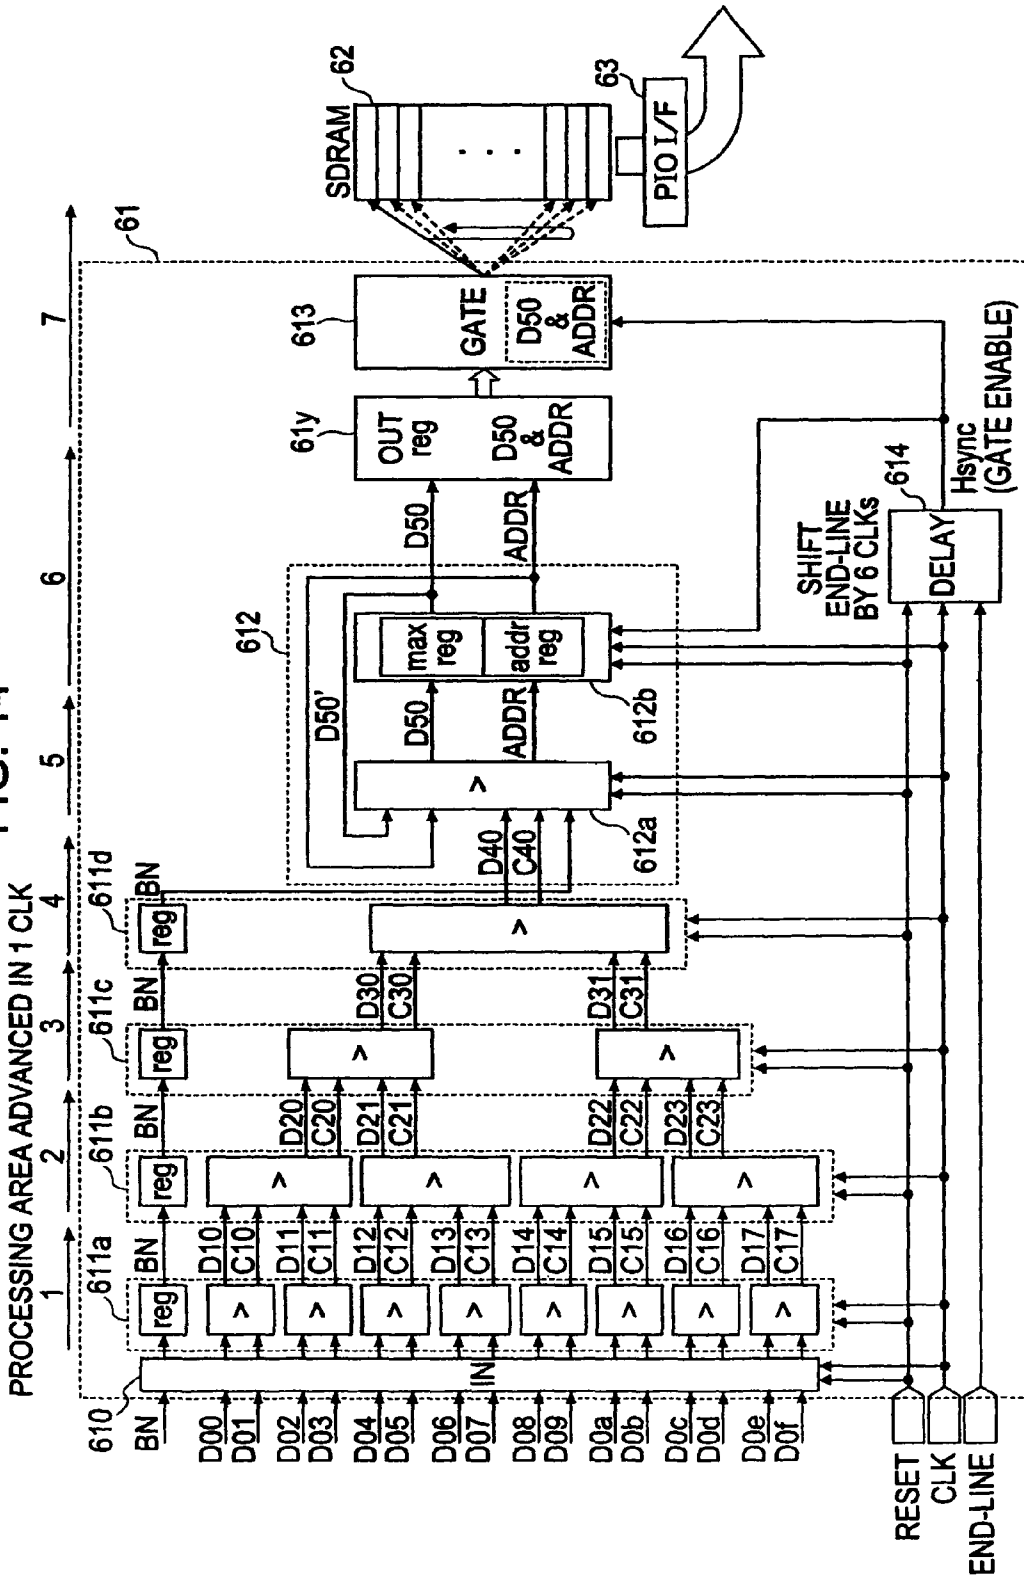 FIG. 14
PROCESSING AREA ADVANCED IN 1 CLK
1
2
3
4
5
6
7
610
611a
611b
611c
611d
612
61y
613
61
SDRAM
62
63
PIO I/F
BN
reg
BN
reg
BN
reg
BN
reg
BN
IN
D00
D01
D02
D03
D04
D05
D06
D07
D08
D09
D0a
D0b
D0c
D0d
D0e
D0f
>
>
>
>
>
>
>
>
D10
C10
D11
C11
D12
C12
D13
C13
D14
C14
D15
C15
D16
C16
D17
C17
>
>
>
>
D20
C20
D21
C21
D22
C22
D23
C23
>
>
D30
C30
D31
C31
>
D40
C40
D50'
>
612a
D50
ADDR
max
reg
addr
reg
612b
D50
ADDR
OUT
reg
D50
&
ADDR
GATE
D50
&
ADDR
. . .
RESET
CLK
END-LINE
SHIFT
END-LINE
BY 6 CLKs
DELAY
614
Hsync
(GATE ENABLE)